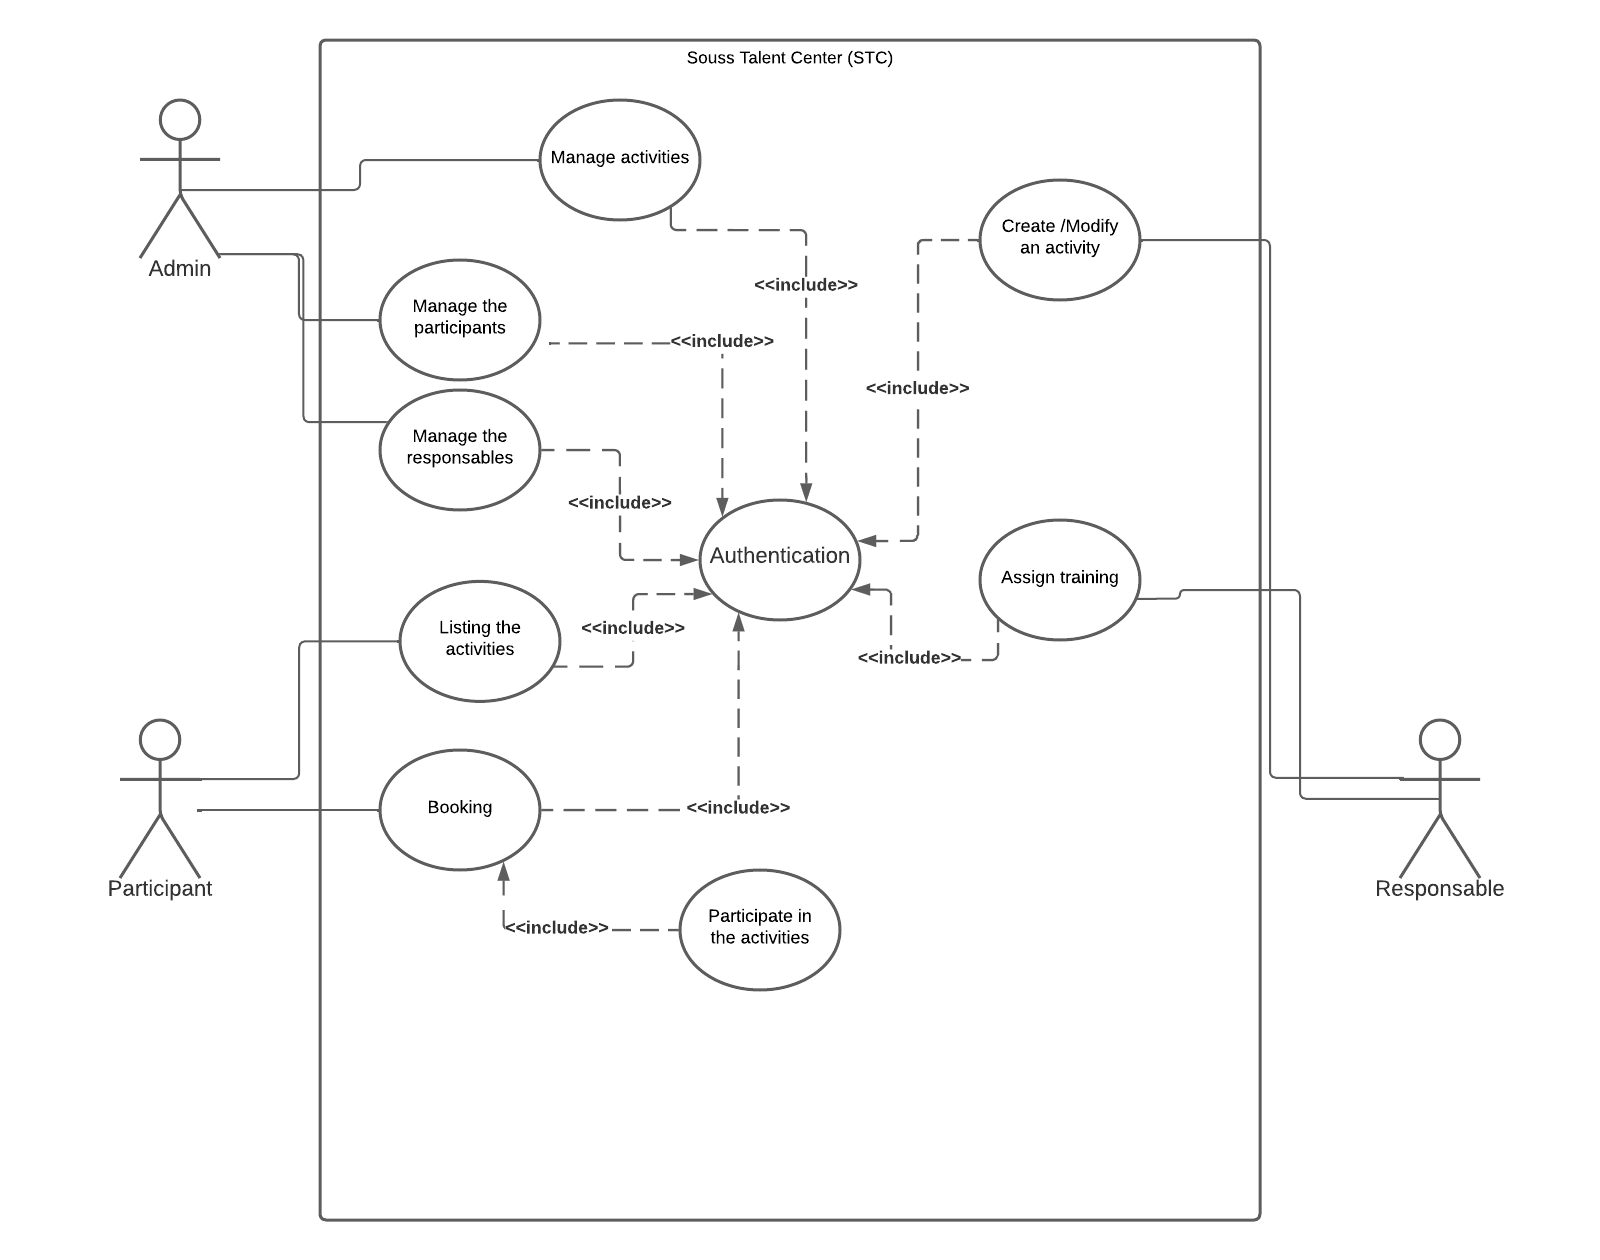 Souss Talent Center (STC)
Manage activities
Create /Modify
an activity
Admin
<<include>>
Manage the
participants
<<include>>
<<include>>
Manage the
responsables
<<include>>
Authentication
Assign training
Listing the
activities
<<include>>
<<include>>
Booking
<<include>>
Participant
Responsable
Participate in
the activities
<<include>>